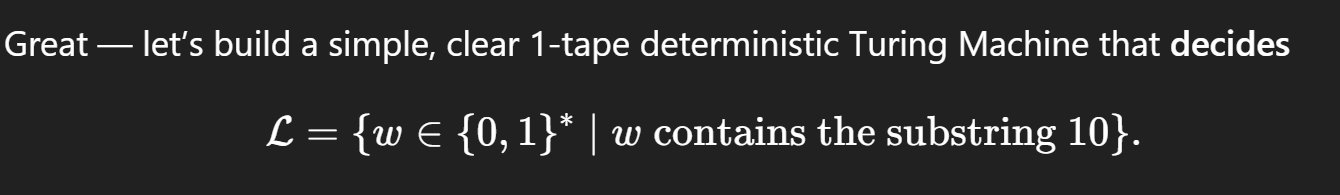 Great — let’s build a simple, clear 1-tape deterministic Turing Machine that decides
ℒ = {w ∈ {0, 1}* | w contains the substring 10}.